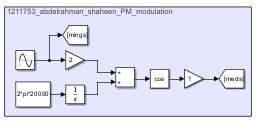 1211753_abdelrahman_shaheen_PM_modulation
[mings]
2
+
+
cos
1
[meds]
2*pi*20000
1
s